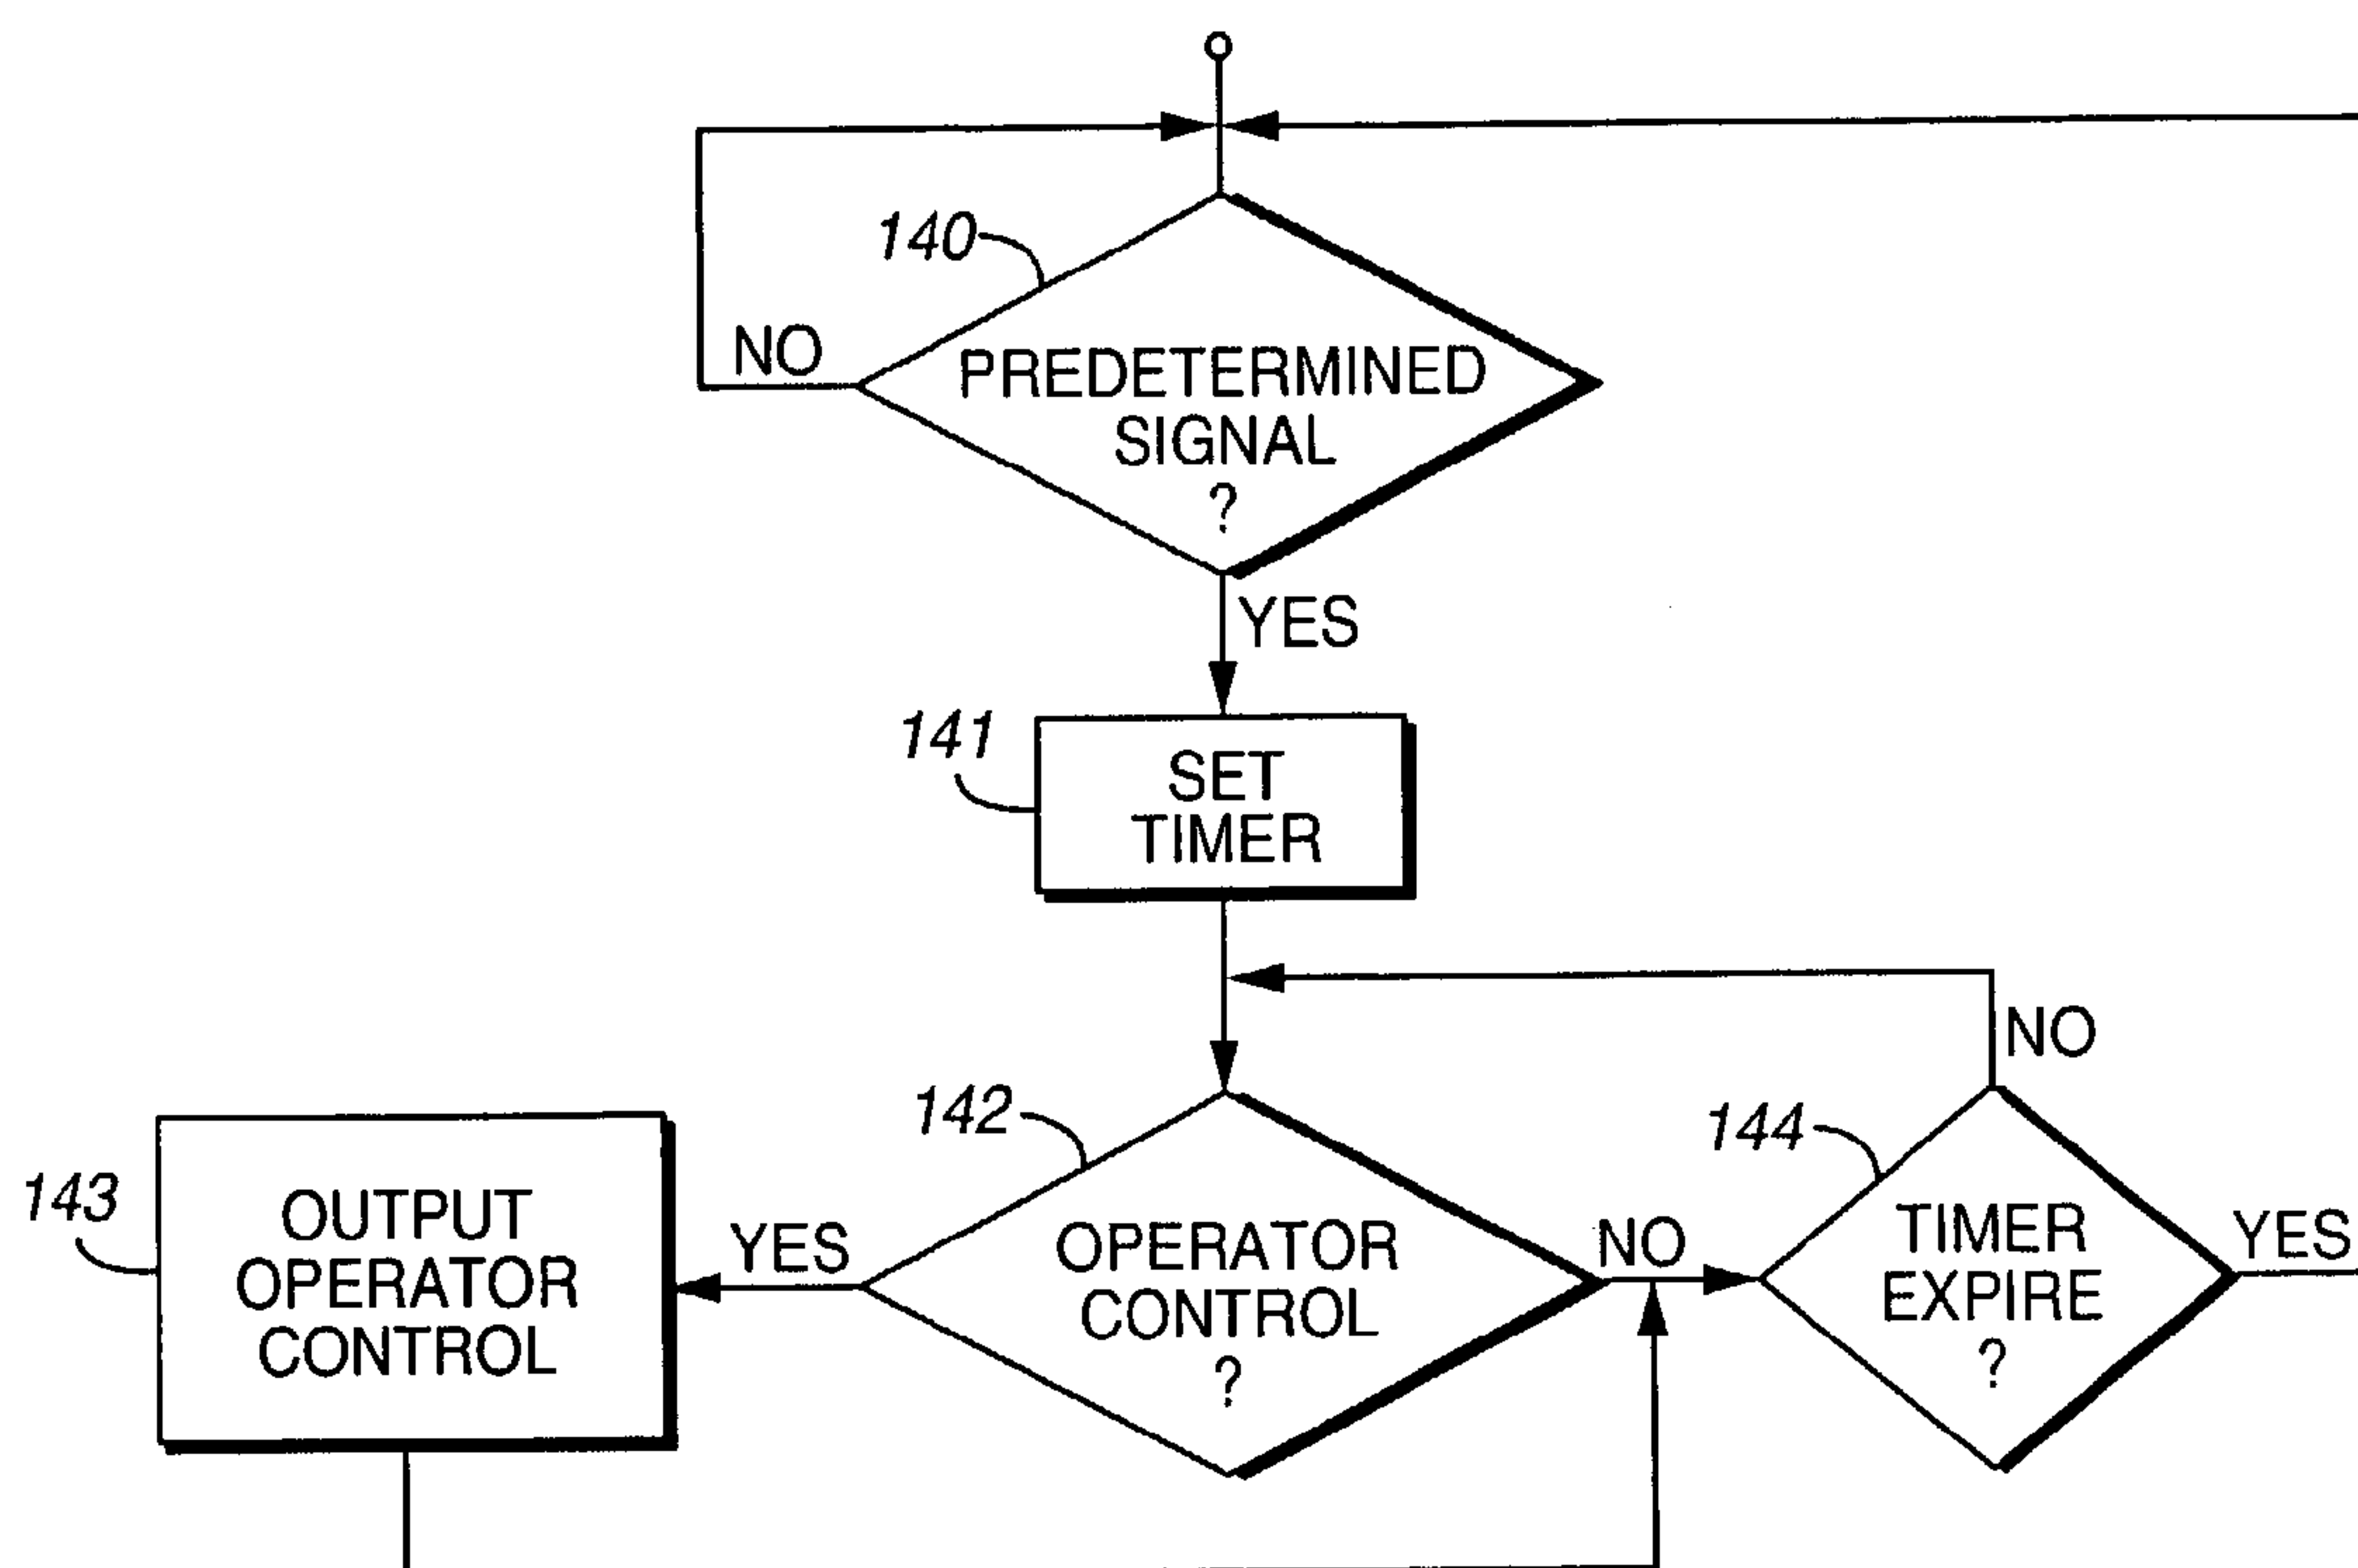 140
NO
PREDETERMINED
SIGNAL
?
YES
141
SET
TIMER
NO
142
144
143
OUTPUT
OPERATOR
CONTROL
YES
OPERATOR
CONTROL
?
NO
TIMER
EXPIRE
?
YES